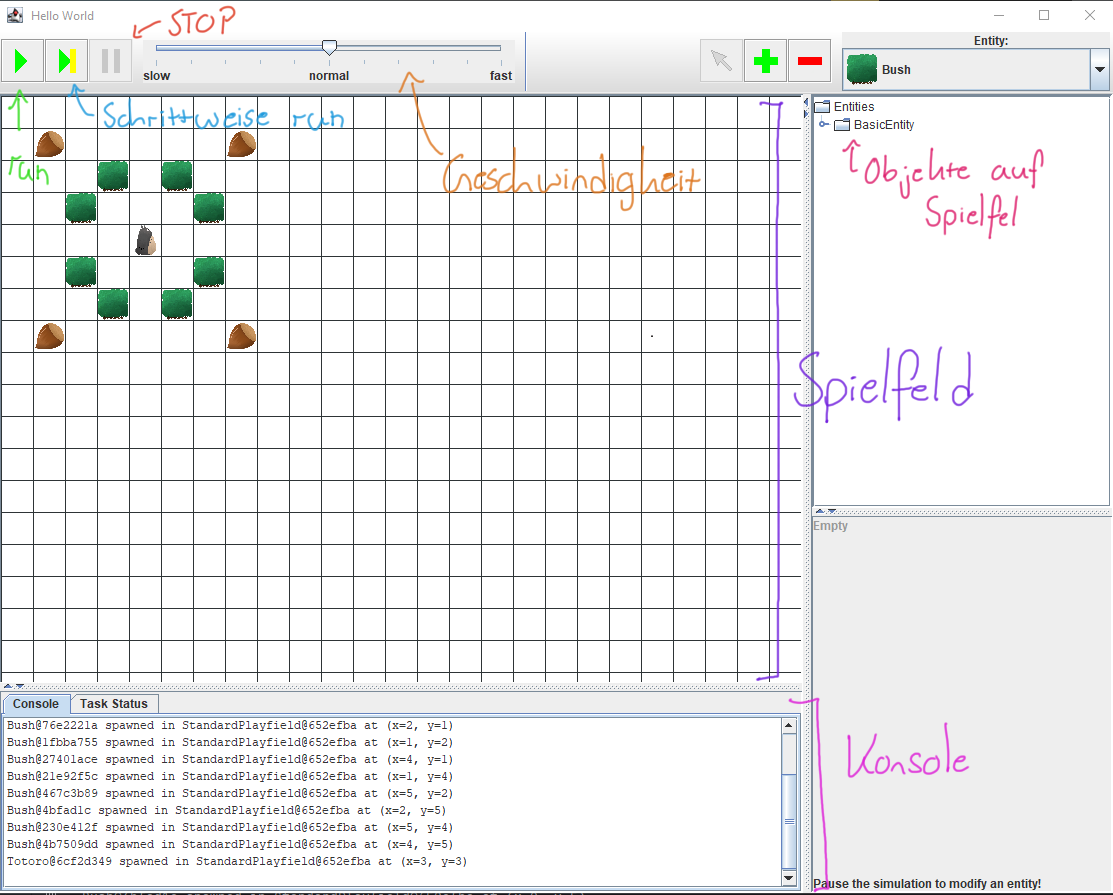 Hello World
STOP
slow
normal
fast
Entity:
Bush
run
Schrittweise run
Geschwindigheit
Entities
BasicEntity
Objekte auf
Spielfel
Spielfeld
Empty
Console
Task Status
Bush@76e2221a spawned in StandardPlayfield@652efba at (x=2, y=1)
Bush@1fbba755 spawned in StandardPlayfield@652efba at (x=1, y=2)
Bush@27401ace spawned in StandardPlayfield@652efba at (x=4, y=1)
Bush@21e92f5c spawned in StandardPlayfield@652efba at (x=1, y=4)
Bush@467c3b89 spawned in StandardPlayfield@652efba at (x=5, y=2)
Bush@4bfad1c spawned in StandardPlayfield@652efba at (x=2, y=5)
Bush@230e412f spawned in StandardPlayfield@652efba at (x=5, y=4)
Bush@4b7509dd spawned in StandardPlayfield@652efba at (x=4, y=5)
Totoro@6cf2d349 spawned in StandardPlayfield@652efba at (x=3, y=3)
Konsole
Pause the simulation to modify an entity!